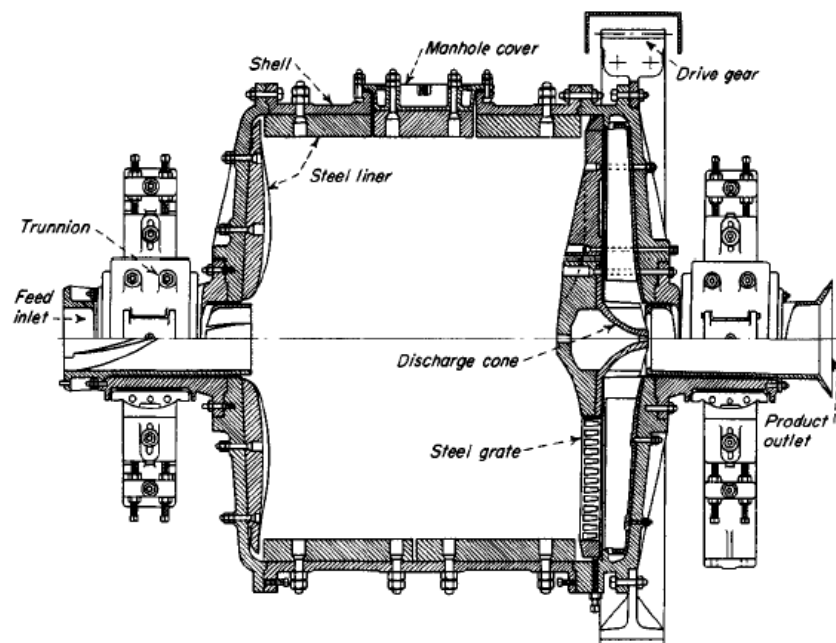 Manhole cover
Shell
Drive gear
Steel liner
Trunnion
Feed
inlet
Discharge cone
Product
outlet
Steel grate